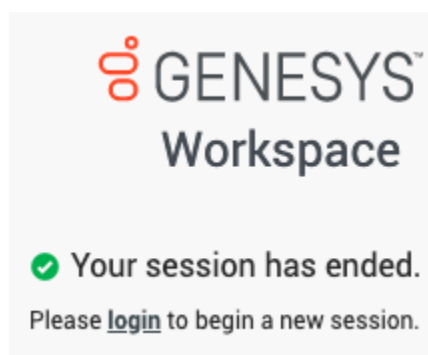 GENESYS™
Workspace
Your session has ended.
Please login to begin a new session.